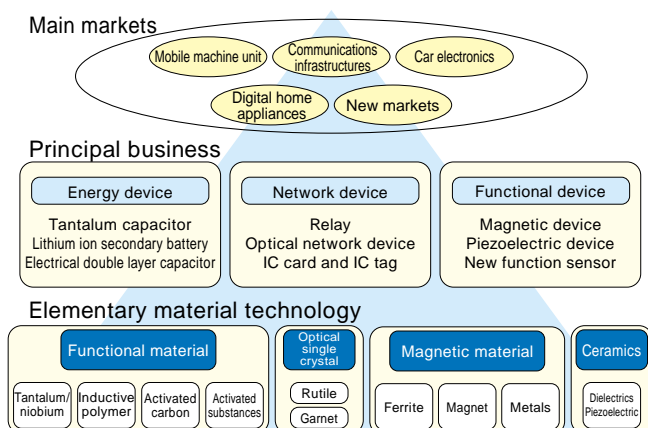 Main markets
Mobile machine unit
Communications
infrastructures
Car electronics
Digital home
appliances
New markets
Principal business
Energy device
Tantalum capacitor
Lithium ion secondary battery
Electrical double layer capacitor
Network device
Relay
Optical network device
IC card and IC tag
Functional device
Magnetic device
Piezoelectric device
New function sensor
Elementary material technology
Functional material
Tantalum/
niobium
Inductive
polymer
Activated
carbon
Activated
substances
Optical
single
crystal
Rutile
Garnet
Magnetic material
Ferrite
Magnet
Metals
Ceramics
Dielectrics
Piezoelectric